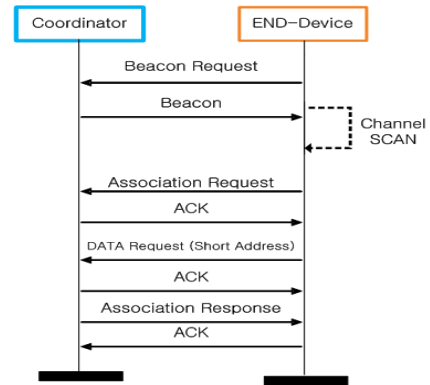 Coordinator
END-Device
Beacon Request
Beacon
Channel
SCAN
Association Request
ACK
DATA Request (Short Address)
ACK
Association Response
ACK